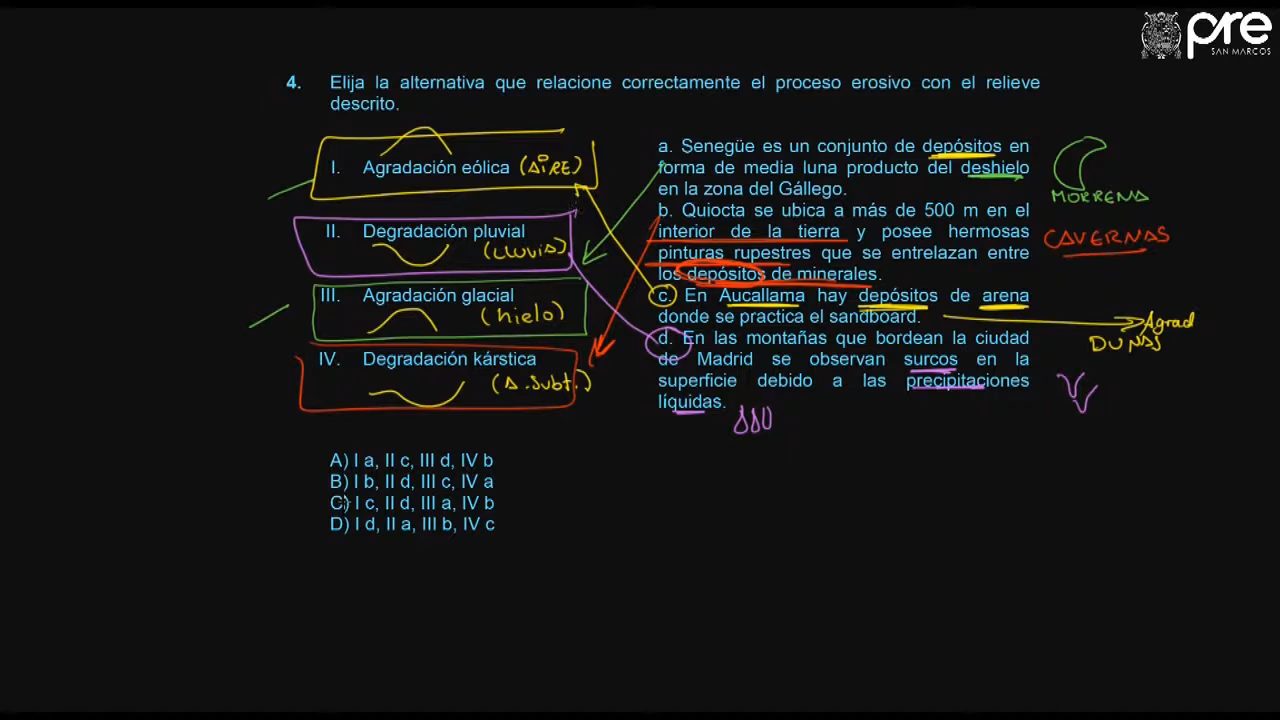 pre
SAN MARCOS
4. Elija la alternativa que relacione correctamente el proceso erosivo con el relieve
descrito.
I. Agradación eólica (AiRE)
II. Degradación pluvial
(LLUViA)
III. Agradación glacial
(hielo)
IV. Degradación kárstica
(A.Subt.)
a. Senegüe es un conjunto de depósitos en
forma de media luna producto del deshielo
en la zona del Gállego.
MORRENA
b. Quiocta se ubica a más de 500 m en el
interior de la tierra y posee hermosas
CAVERNAS
pinturas rupestres que se entrelazan entre
los depósitos de minerales.
c. En Aucallama hay depósitos de arena
donde se practica el sandboard.
Agrad
DUNAS
d. En las montañas que bordean la ciudad
de Madrid se observan surcos en la
superficie debido a las precipitaciones
líquidas.
A) I a, II c, III d, IV b
B) I b, II d, III c, IV a
C) I c, II d, III a, IV b
D) I d, II a, III b, IV c